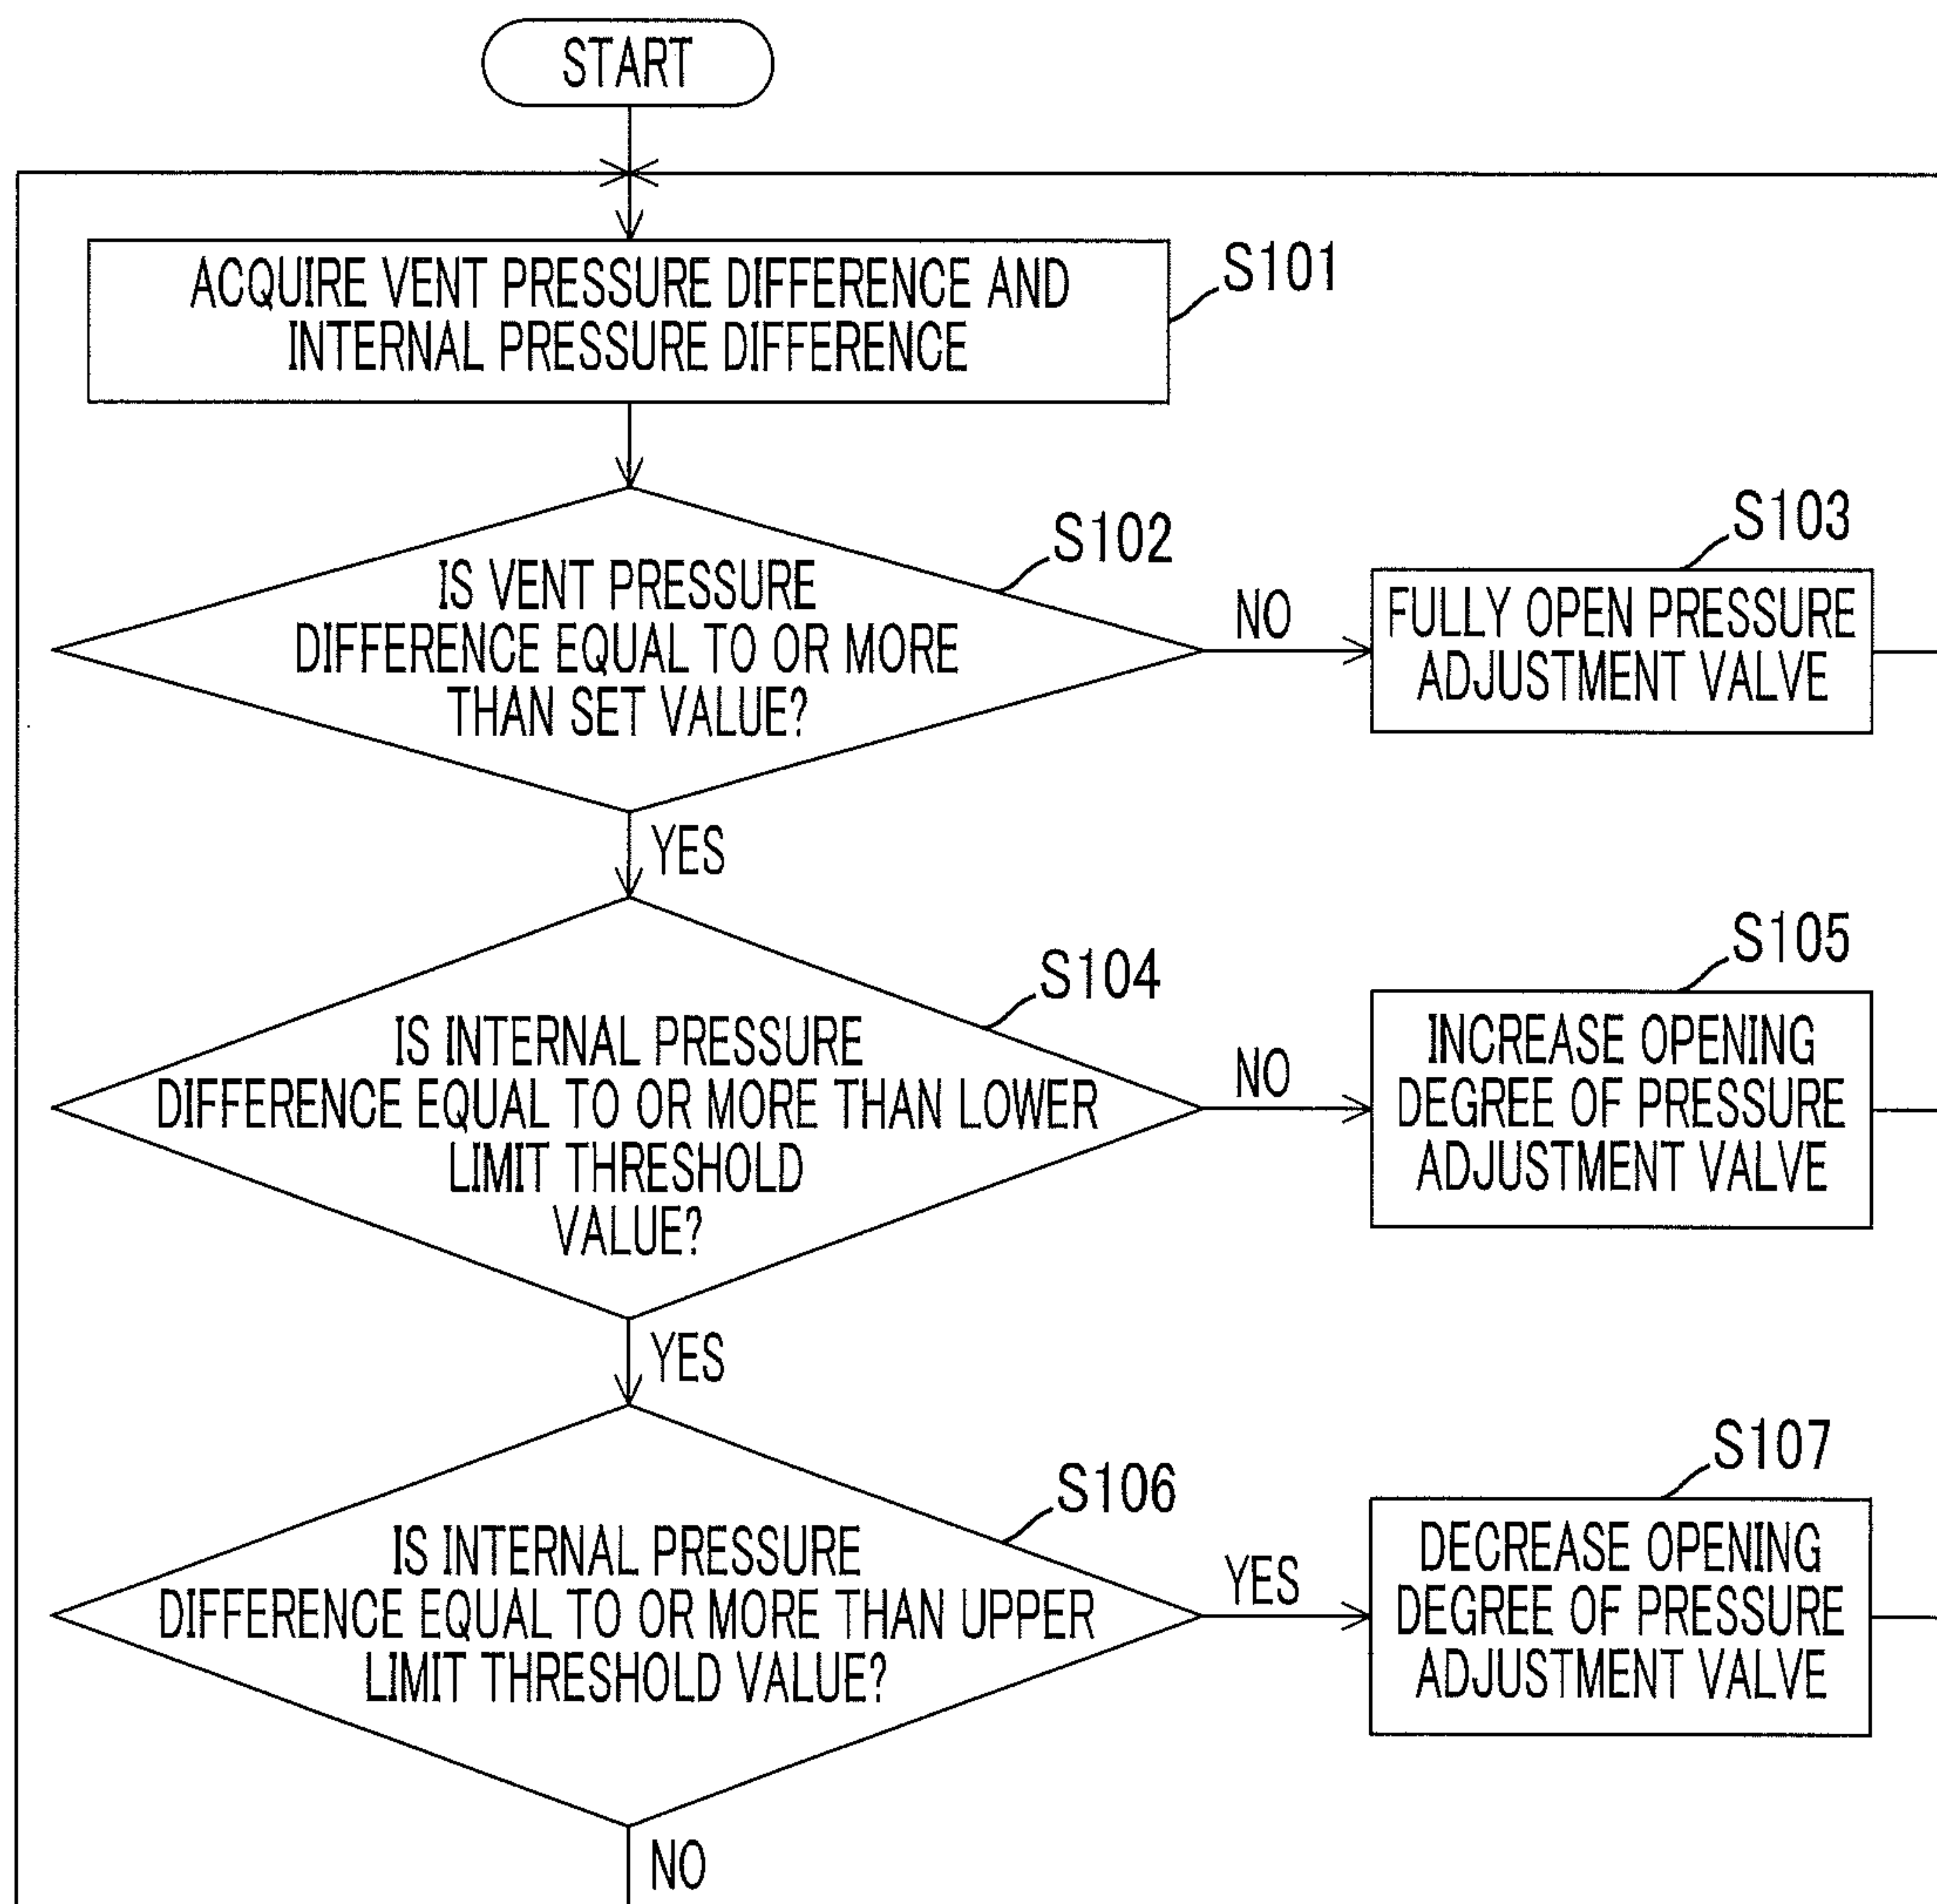 START
ACQUIRE VENT PRESSURE DIFFERENCE AND
INTERNAL PRESSURE DIFFERENCE
S101
IS VENT PRESSURE
DIFFERENCE EQUAL TO OR MORE
THAN SET VALUE?
S102
NO
S103
FULLY OPEN PRESSURE
ADJUSTMENT VALVE
YES
IS INTERNAL PRESSURE
DIFFERENCE EQUAL TO OR MORE THAN LOWER
LIMIT THRESHOLD
VALUE?
S104
NO
S105
INCREASE OPENING
DEGREE OF PRESSURE
ADJUSTMENT VALVE
YES
IS INTERNAL PRESSURE
DIFFERENCE EQUAL TO OR MORE THAN UPPER
LIMIT THRESHOLD VALUE?
S106
YES
S107
DECREASE OPENING
DEGREE OF PRESSURE
ADJUSTMENT VALVE
NO